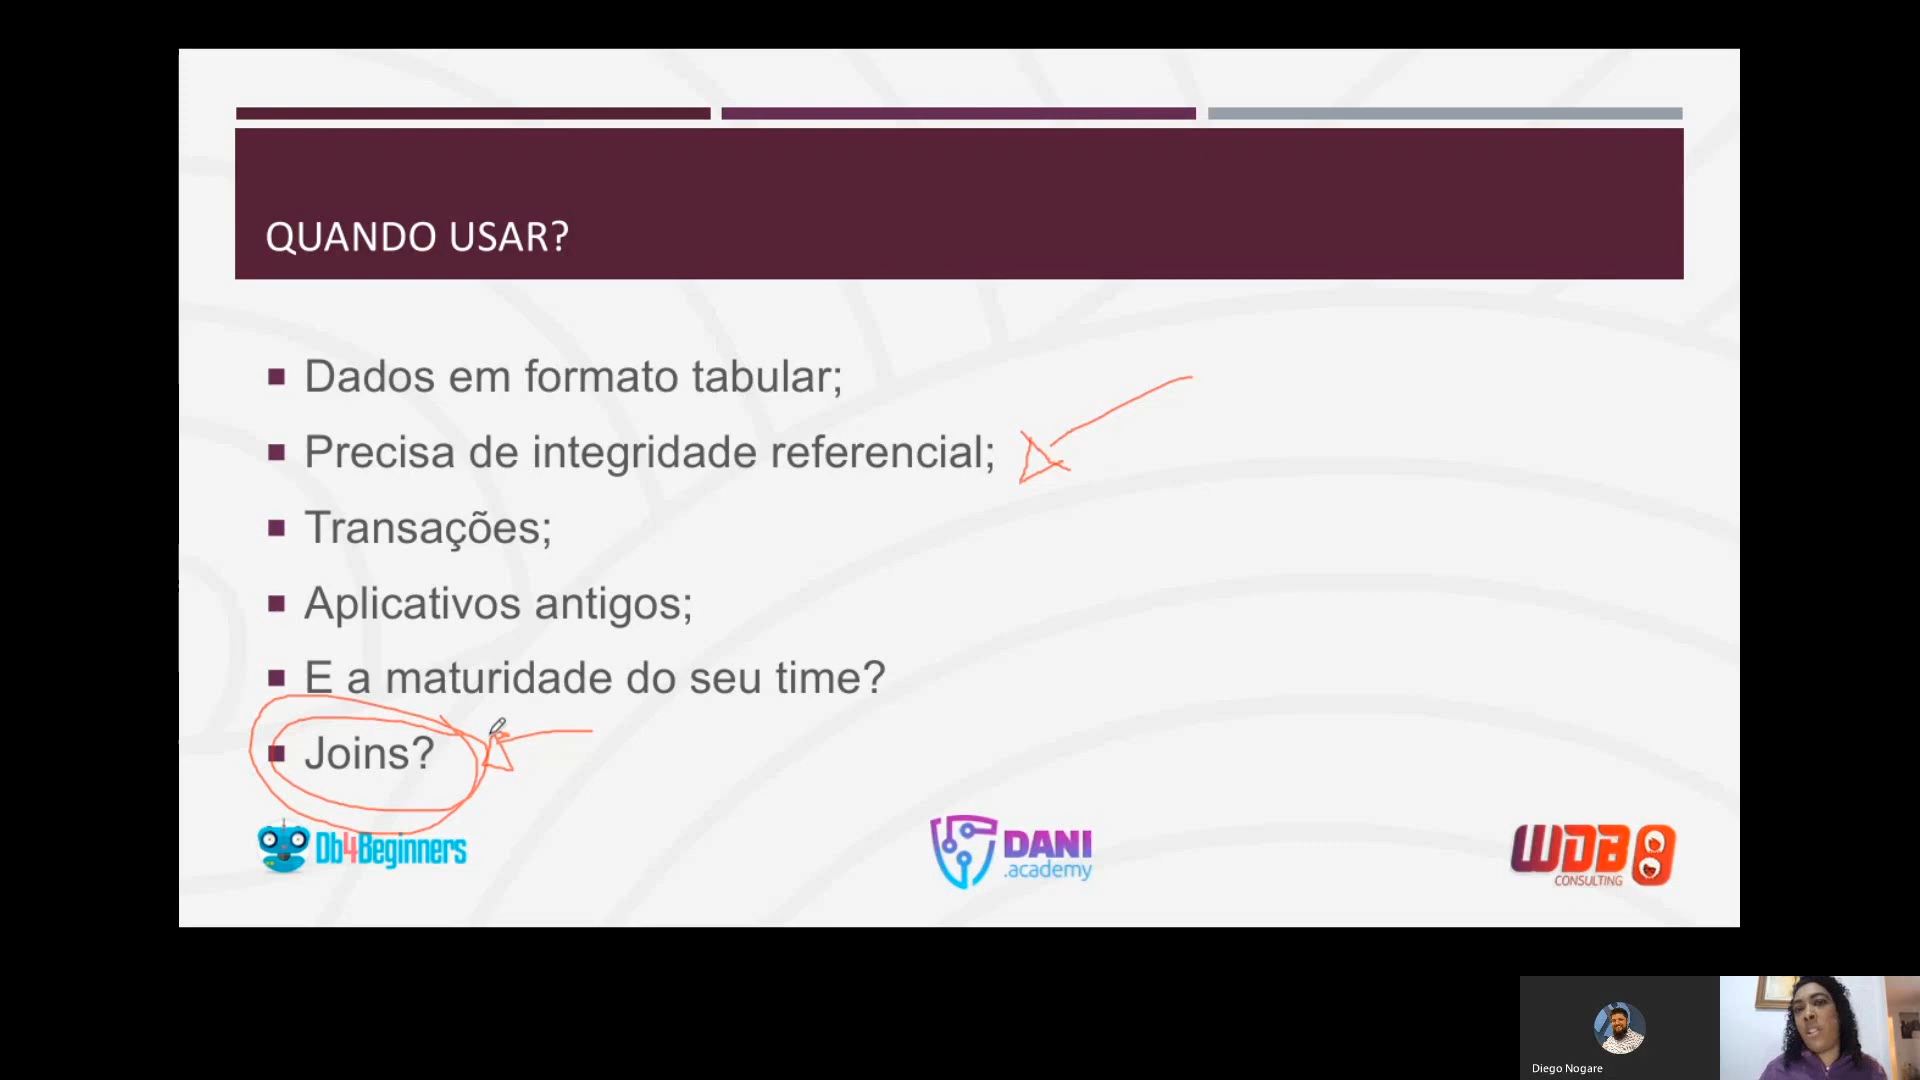 QUANDO USAR?
Dados em formato tabular;
Precisa de integridade referencial;
Transações;
Aplicativos antigos;
E a maturidade do seu time?
Joins?
Db4Beginners
DANI
.academy
WDB
CONSULTING
Diego Nogare